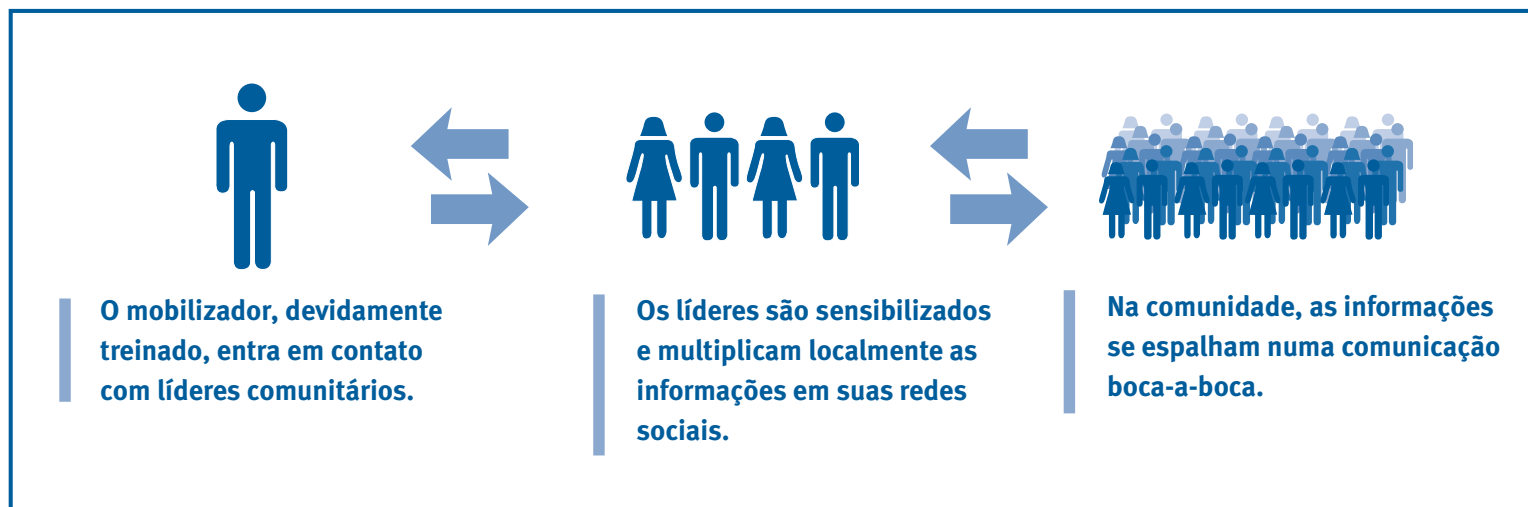 O mobilizador, devidamente
treinado, entra em contato
com líderes comunitários.
Os líderes são sensibilizados
e multiplicam localmente as
informações em suas redes
sociais.
Na comunidade, as informações
se espalham numa comunicação
boca-a-boca.